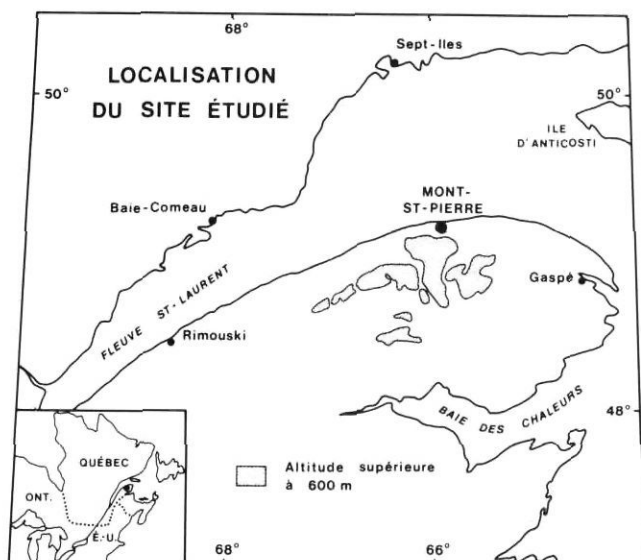 68°
Sept-Iles
LOCALISATION
DU SITE ÉTUDIÉ
50°
50°
ILE
D'ANTICOSTI
Baie-Comeau
MONT-
ST-PIERRE
FLEUVE ST-LAURENT
Gaspé
Rimouski
BAIE DES CHALEURS
48°
QUÉBEC
ONT.
É.-U.
Altitude supérieure
à 600 m
68°
66°